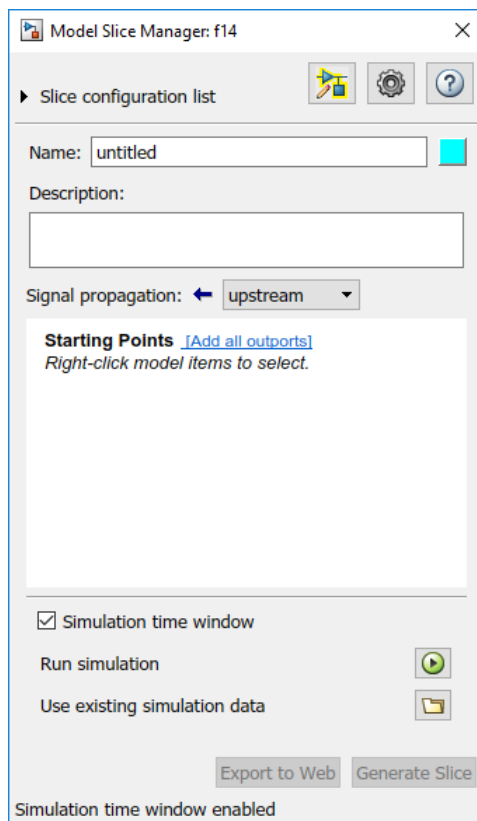 Model Slice Manager: f14
Slice configuration list
?
Name: untitled
Description:
Signal propagation: upstream
Starting Points [Add all outports]
Right-click model items to select.
Simulation time window
Run simulation
Use existing simulation data
Export to Web Generate Slice
Simulation time window enabled